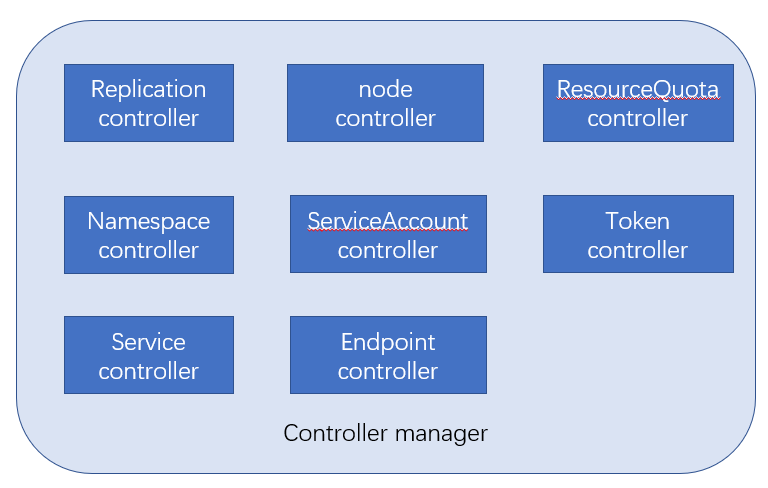 Replication
controller
node
controller
ResourceQuota
controller
Namespace
controller
ServiceAccount
controller
Token
controller
Service
controller
Endpoint
controller
Controller manager